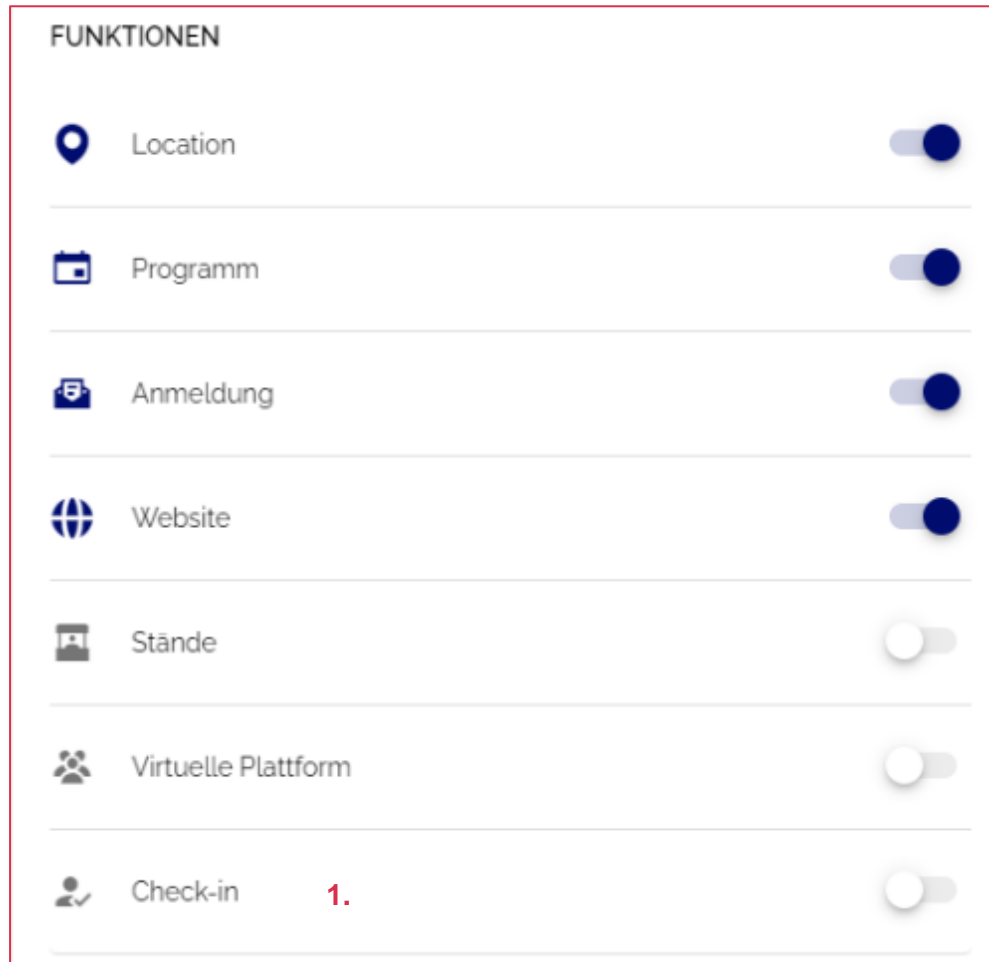 FUNKTIONEN
Location
Programm
Anmeldung
Website
Stände
Virtuelle Plattform
Check-in 1.